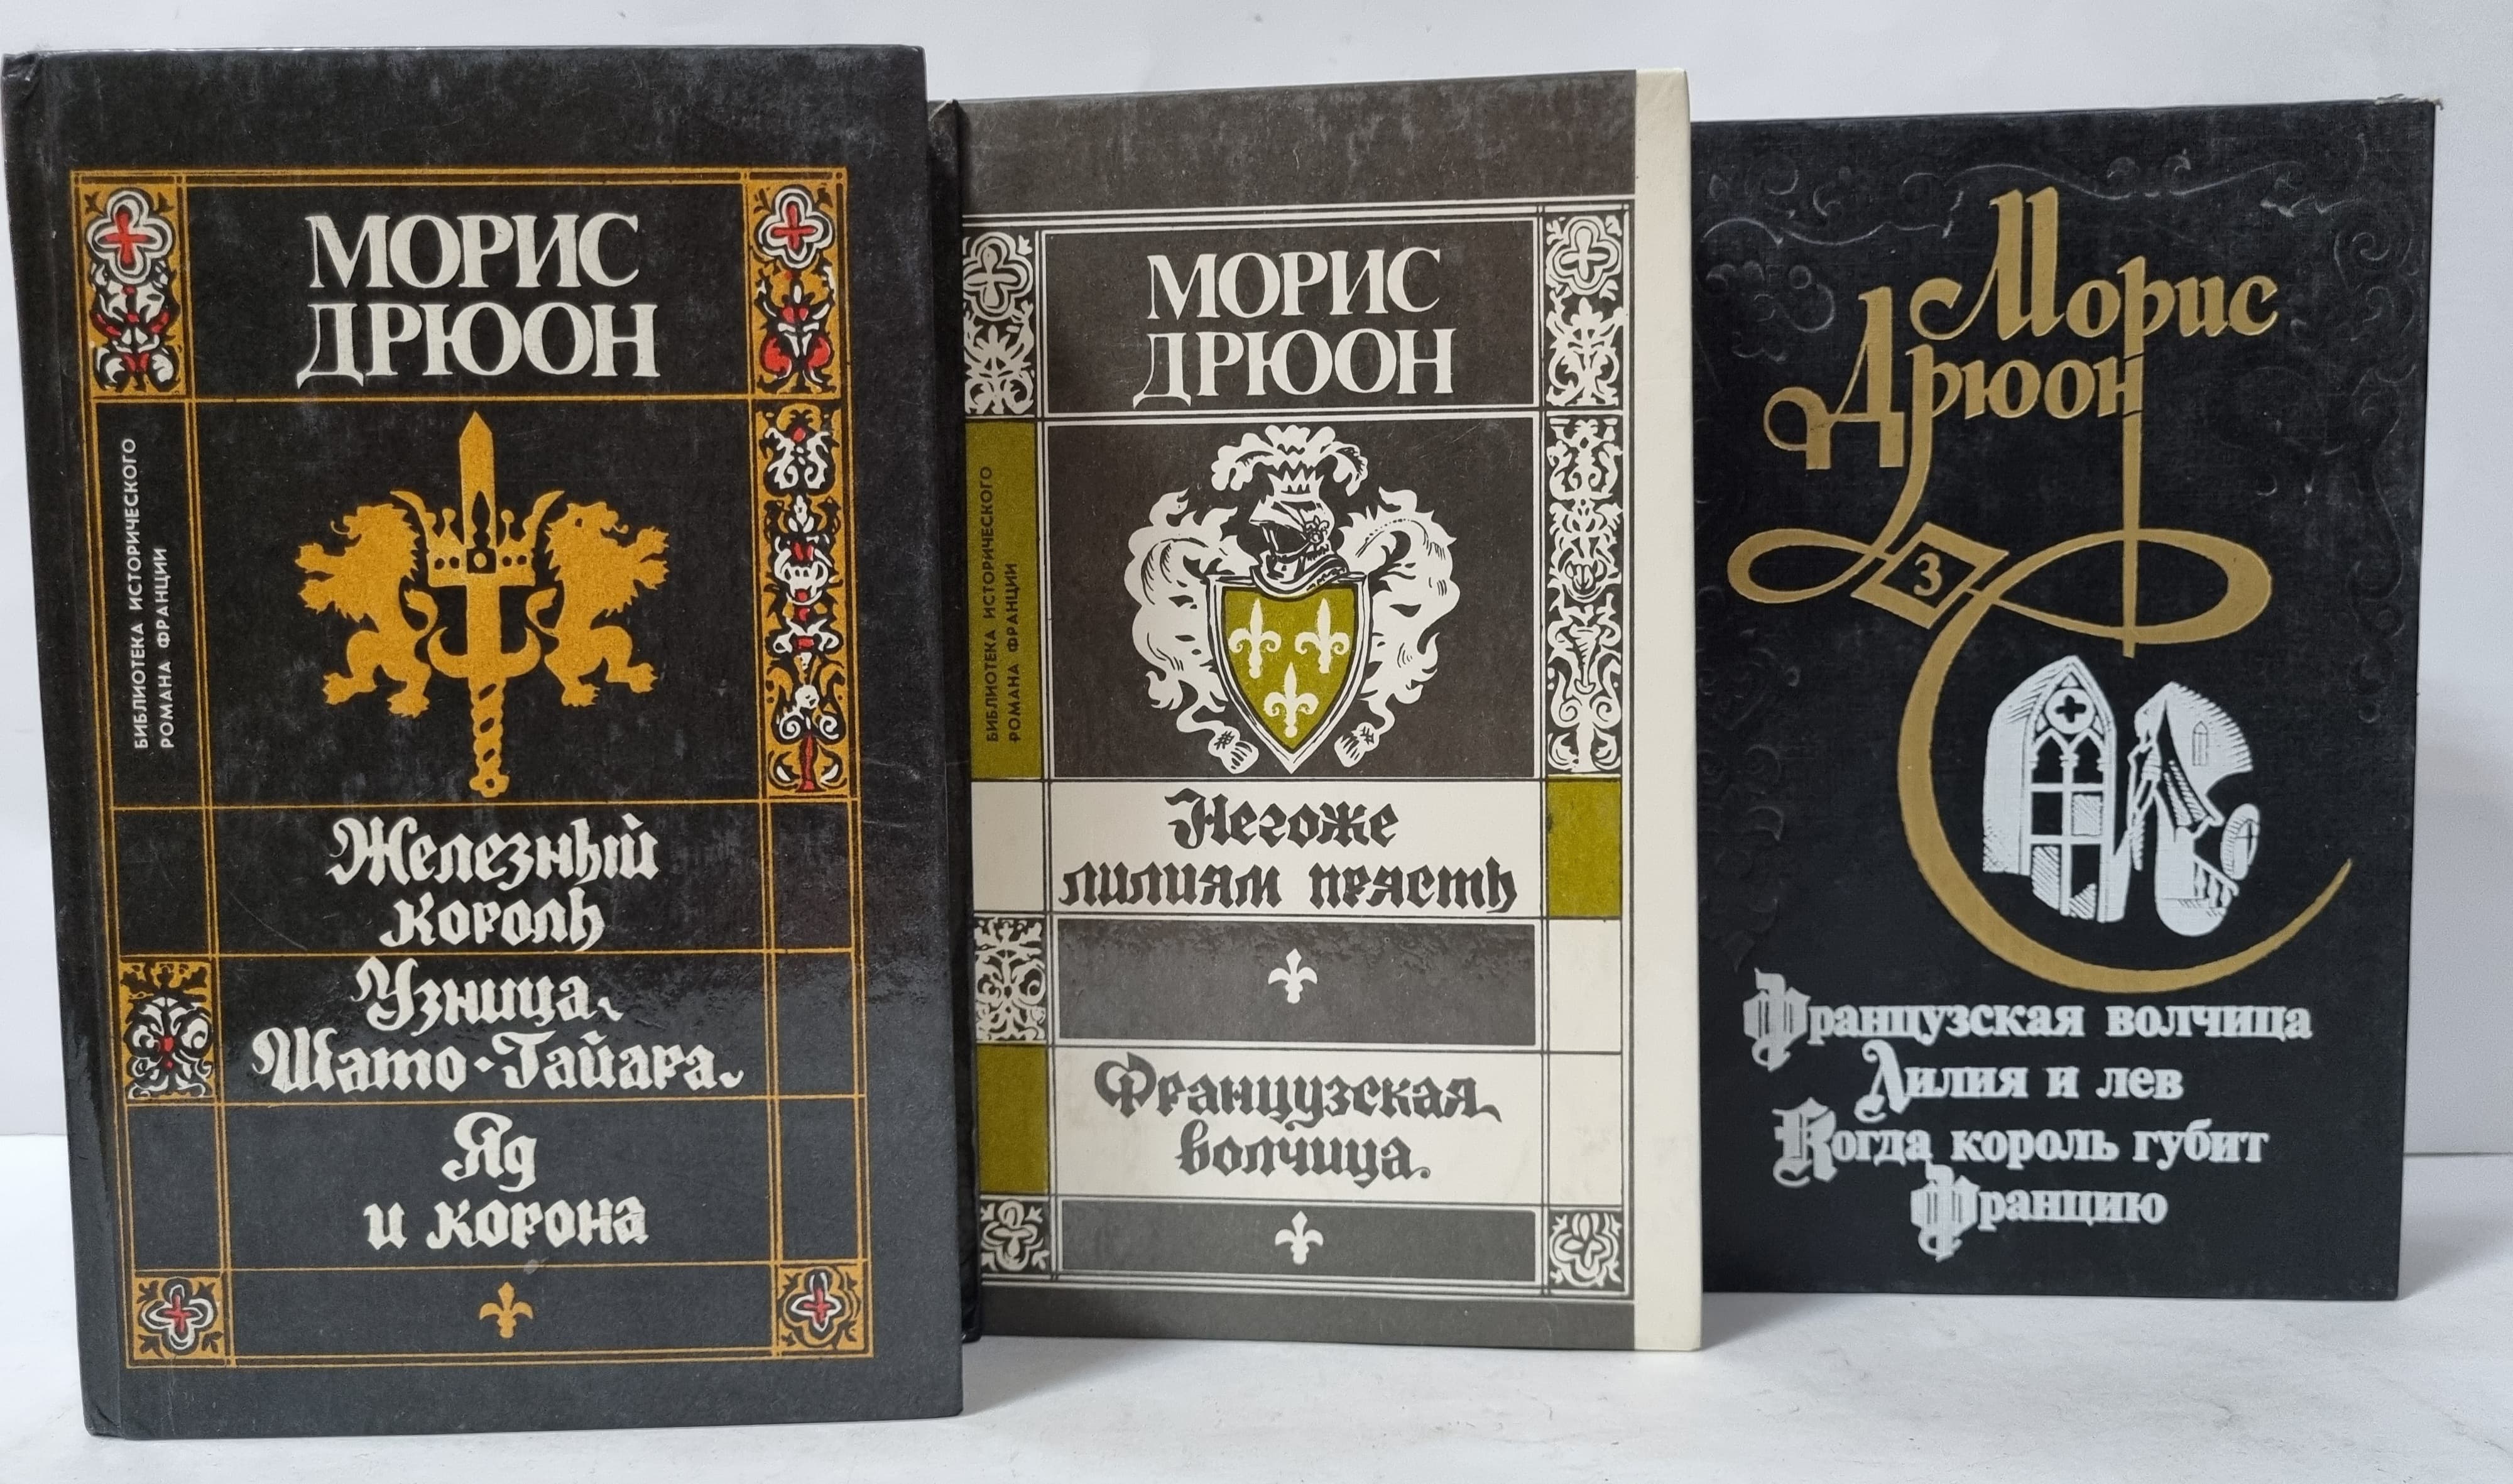 МОРИС
ДРЮОН
БИБЛИОТЕКА ИСТОРИЧЕСКОГО
РОМАНА ФРАНЦИИ
Железный
король
Узница
Шато-Гайара
Яд
и корона
МОРИС
ДРЮОН
БИБЛИОТЕКА ИСТОРИЧЕСКОГО
РОМАНА ФРАНЦИИ
Негоже
лилиям прясть
Французская
волчица
Морис
Дрюон
3
Французская волчица
Лилия и лев
Когда король губит
Францию